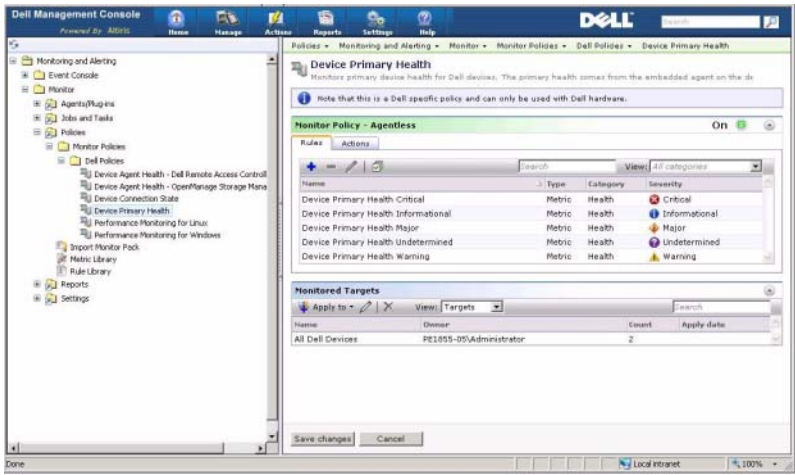 Dell Management Console
Powered By Altiris
Home
Manage
Actions
Reports
Settings
Help
DELL
Search
Monitoring and Alerting
Event Console
Monitor
Agents/Plug-ins
Jobs and Tasks
Policies
Monitor Policies
Dell Policies
Device Agent Health - Dell Remote Access Controll
Device Agent Health - OpenManage Storage Mana
Device Connection State
Device Primary Health
Performance Monitoring for Linux
Performance Monitoring for Windows
Import Monitor Pack
Metric Library
Rule Library
Reports
Settings
Policies Monitoring and Alerting Monitor Monitor Policies Dell Policies Device Primary Health
Device Primary Health
Monitors primary device health for Dell devices. The primary health comes from the embedded agent on the de
Note that this is a Dell specific policy and can only be used with Dell hardware.
Monitor Policy - Agentless On
Rules Actions
Search View: All categories
Name Type Category Severity
Device Primary Health Critical Metric Health Critical
Device Primary Health Informational Metric Health Informational
Device Primary Health Major Metric Health Major
Device Primary Health Undetermined Metric Health Undetermined
Device Primary Health Warning Metric Health Warning
Monitored Targets
Apply to View: Targets Search
Name Owner Count Apply date
All Dell Devices PE1855-05\Administrator 2
Save changes Cancel
Done Local intranet 100%